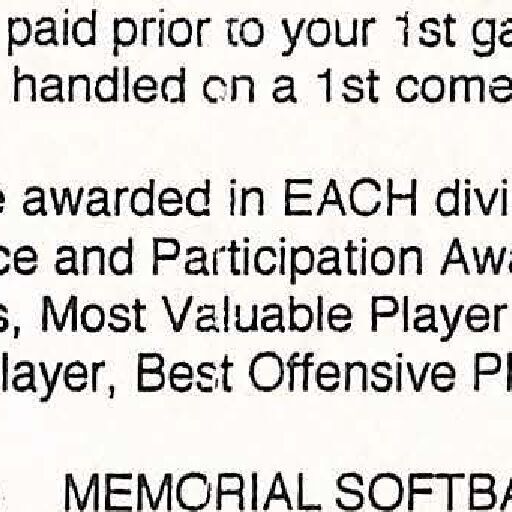 paid prior to your 1st ga
handled on a 1st come
e awarded in EACH divi
ce and Participation Awa
s, Most Valuable Player
layer, Best Offensive Pl
MEMORIAL SOFTBA